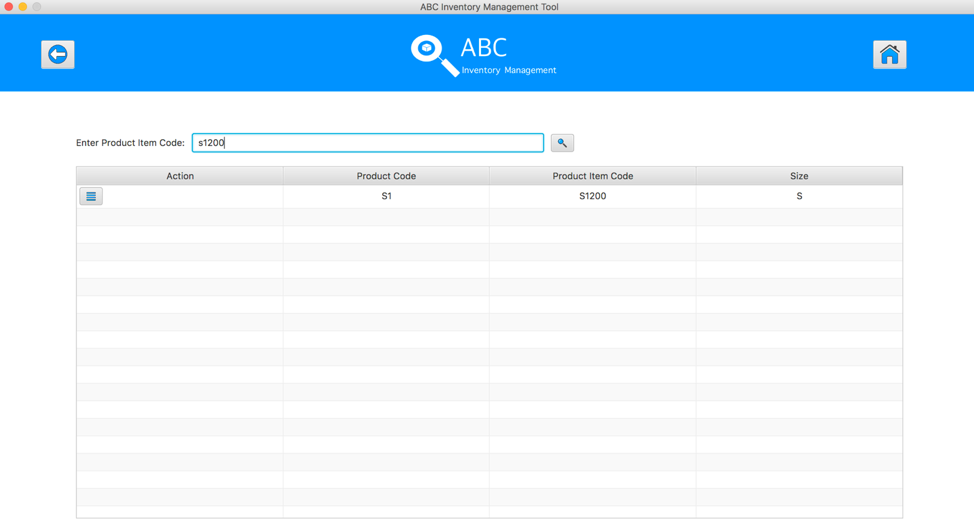 ABC Inventory Management Tool
ABC
Inventory Management
Enter Product Item Code: s1200
Action Product Code Product Item Code Size
S1 S1200 S